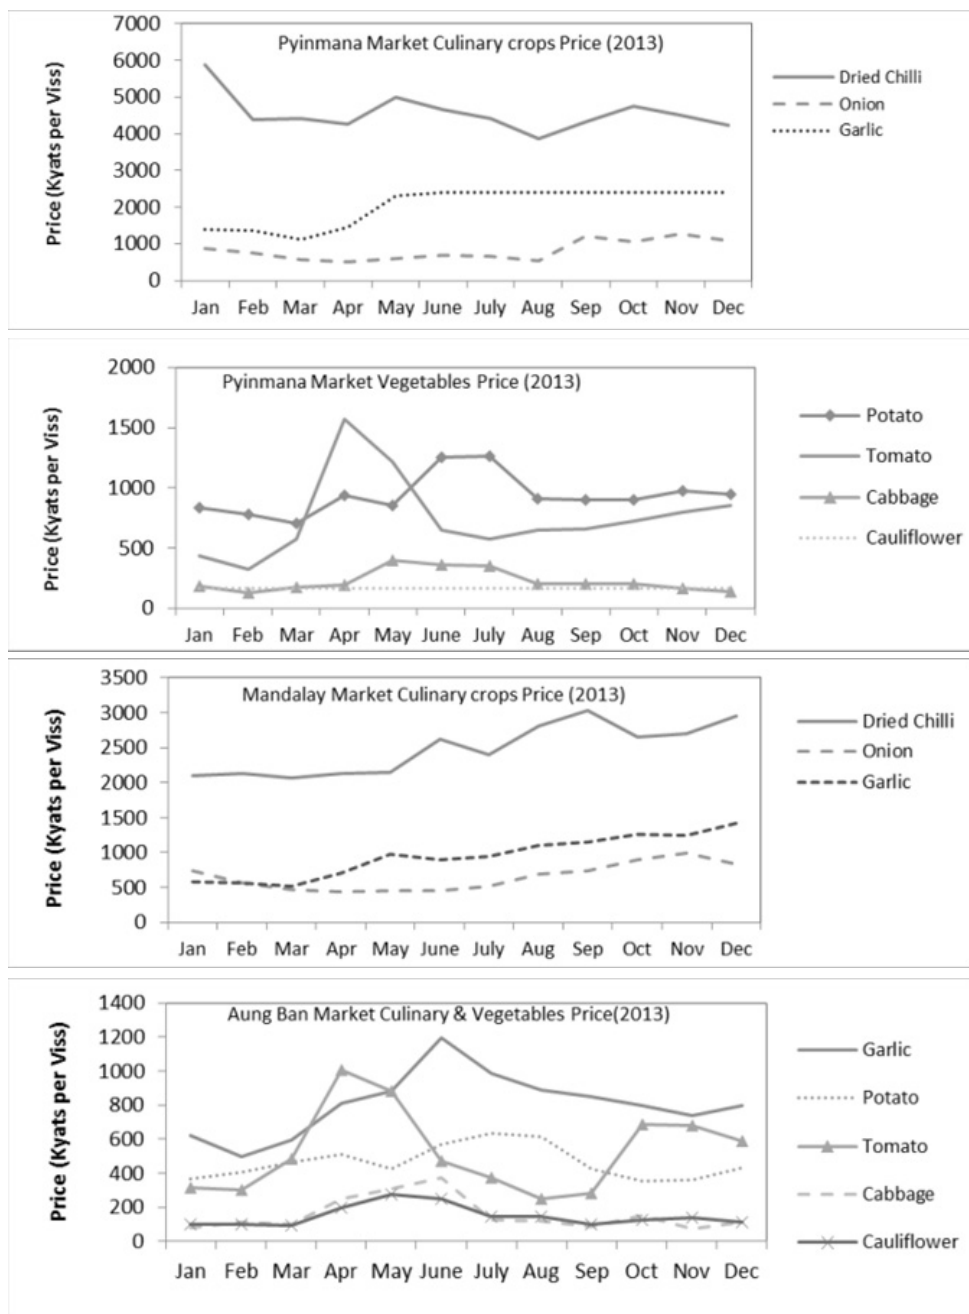 Pyinmana Market Culinary crops Price (2013)
Price (Kyats per Viss)
7000
6000
5000
4000
3000
2000
1000
0
Jan Feb Mar Apr May June July Aug Sep Oct Nov Dec
Dried Chilli
Onion
Garlic
Pyinmana Market Vegetables Price (2013)
Price (Kyats per Viss)
2000
1500
1000
500
0
Jan Feb Mar Apr May June July Aug Sep Oct Nov Dec
Potato
Tomato
Cabbage
Cauliflower
Mandalay Market Culinary crops Price (2013)
Price (Kyats per Viss)
3500
3000
2500
2000
1500
1000
500
0
Jan Feb Mar Apr May June July Aug Sep Oct Nov Dec
Dried Chilli
Onion
Garlic
Aung Ban Market Culinary & Vegetables Price(2013)
Price (Kyats per Viss)
1400
1200
1000
800
600
400
200
0
Jan Feb Mar Apr May Jun July Aug Sep Oct Nov Dec
Garlic
Potato
Tomato
Cabbage
Cauliflower